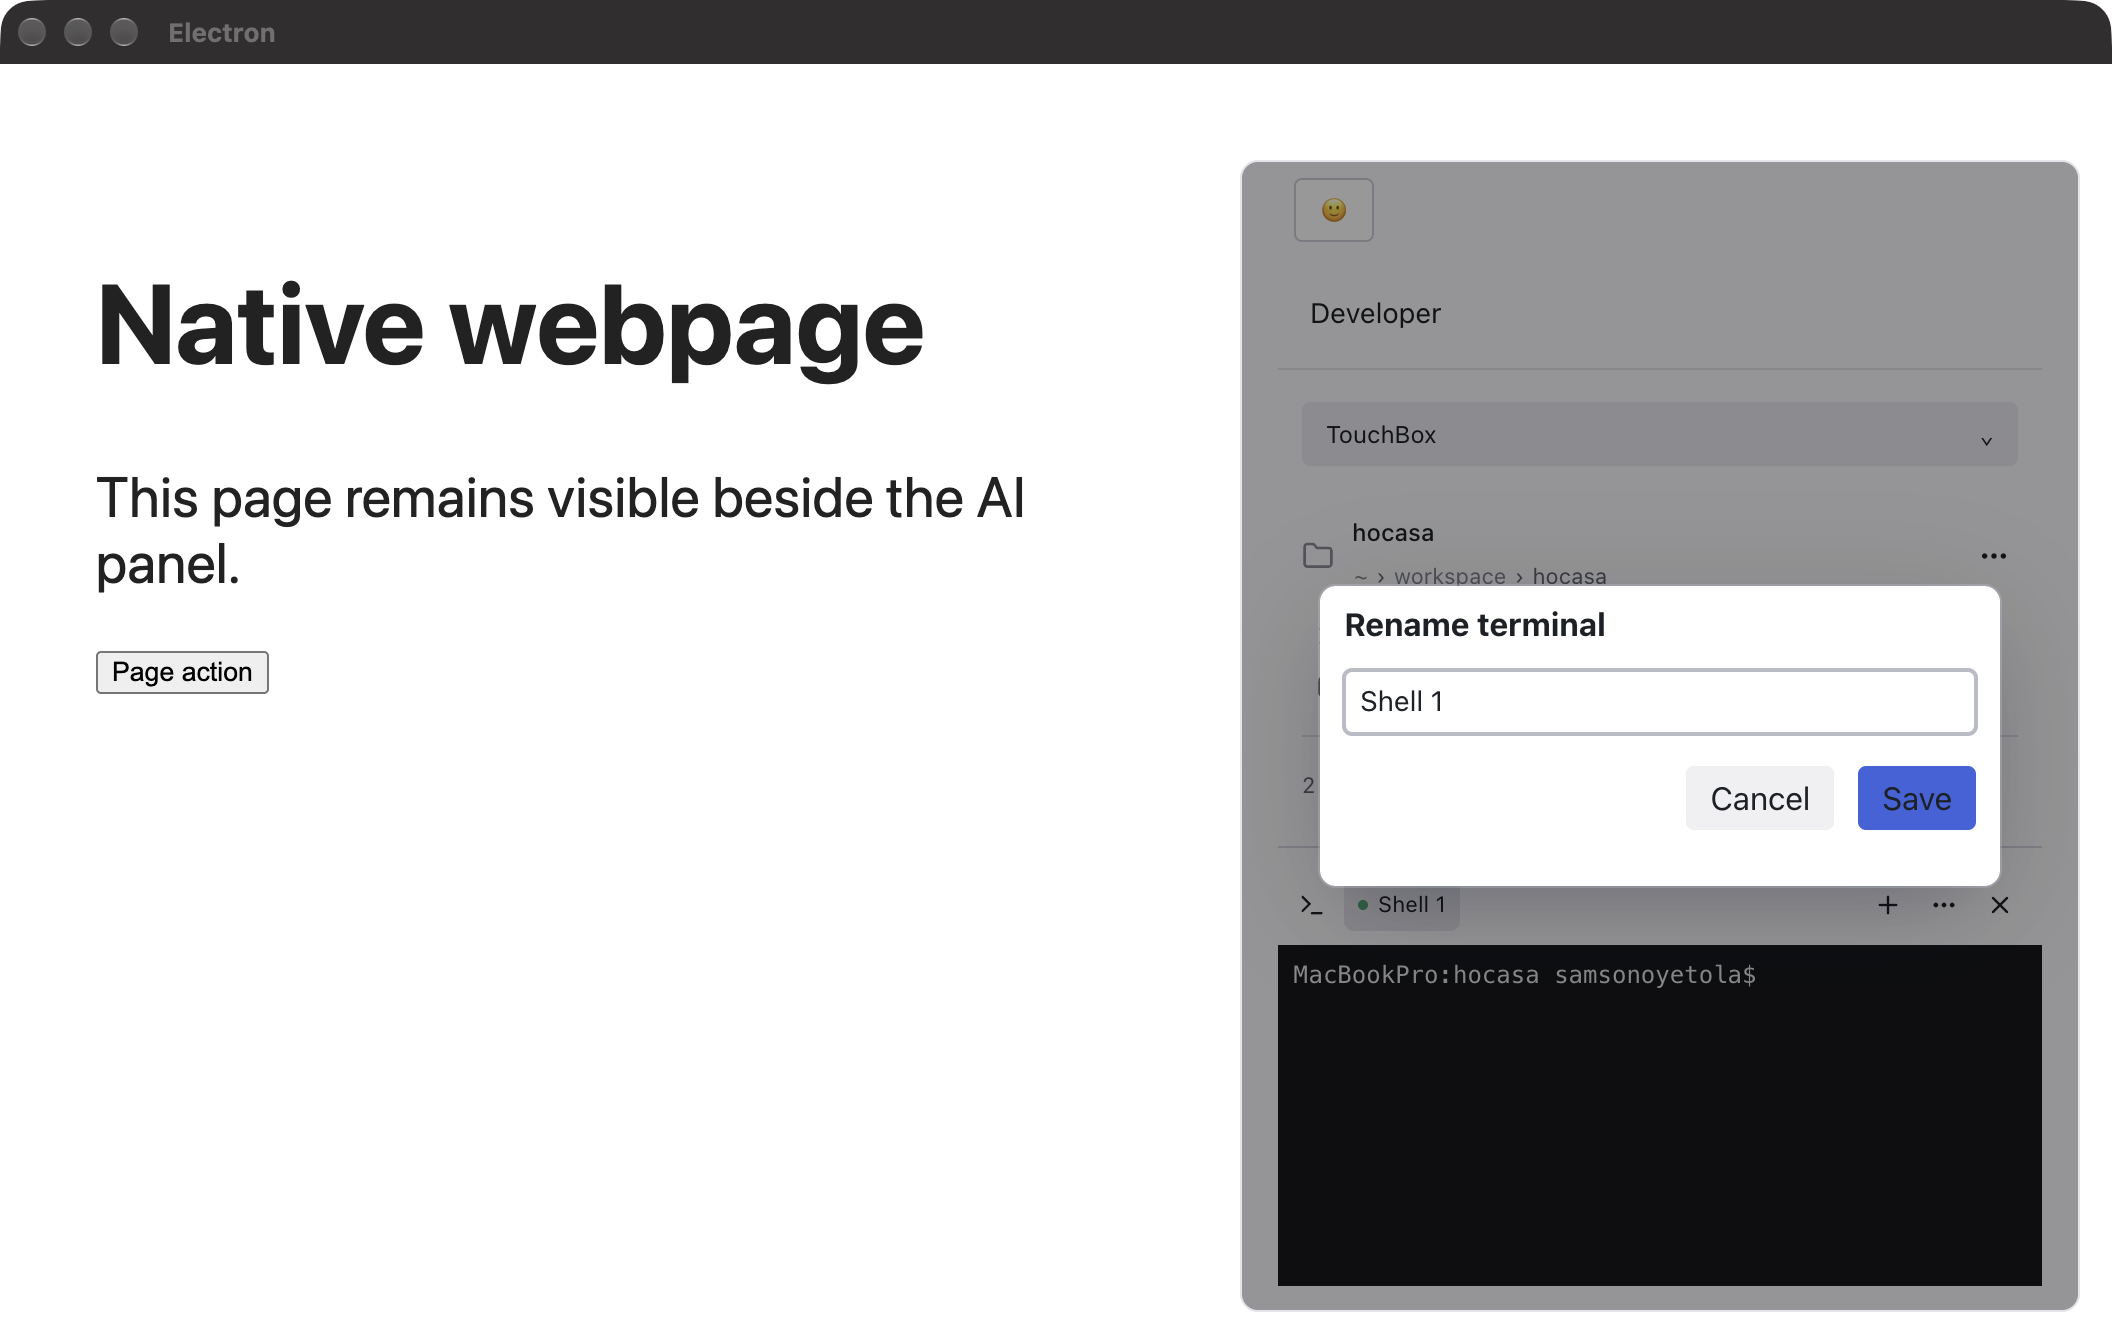 Electron
Native webpage
This page remains visible beside the AI
panel.
Page action
Developer
TouchBox
hocasa
~ › workspace › hocasa
Rename terminal
Shell 1
Cancel
Save
2
Shell 1
MacBookPro:hocasa samsonoyetola$